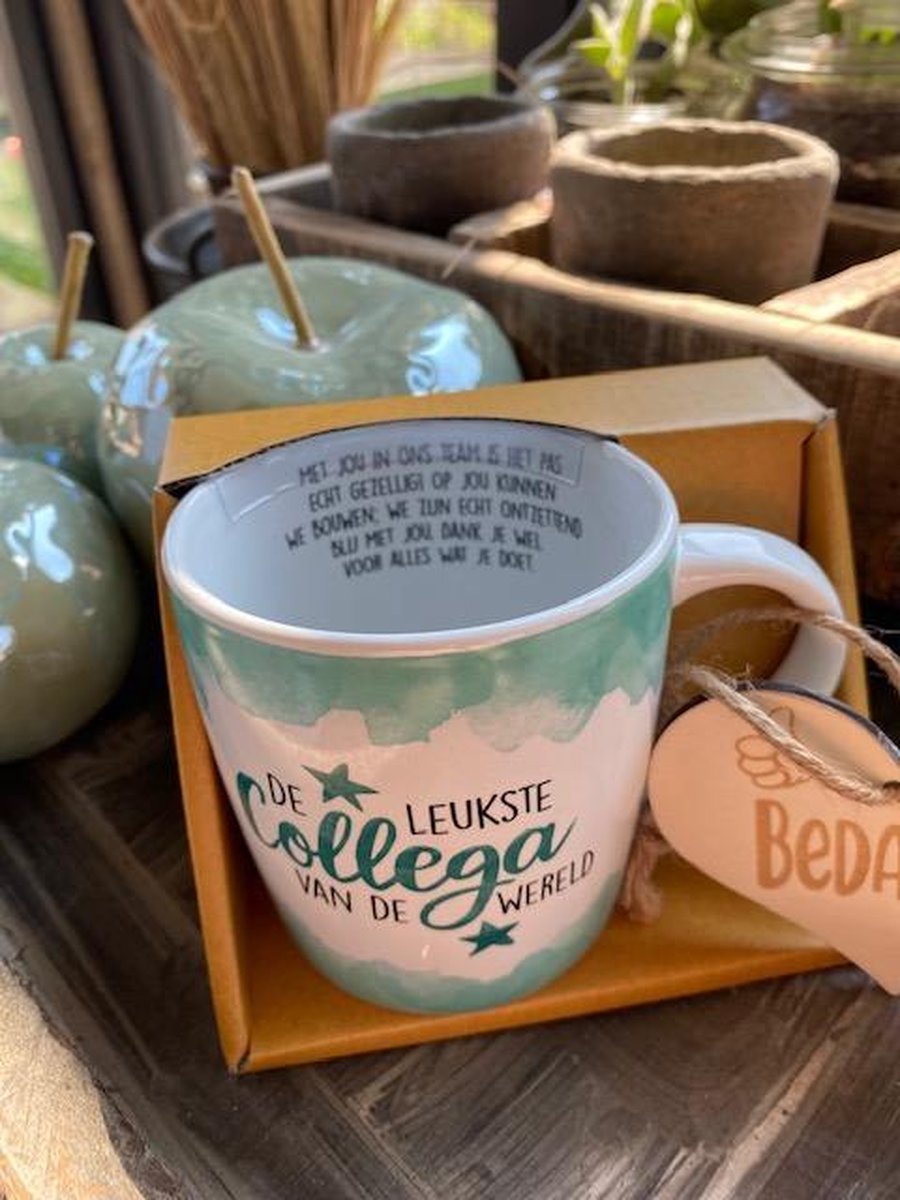 MET JOU IN ONS TEAM IS HET PAS
ECHT GEZELLIG! OP JOU KUNNEN
WE BOUWEN; WE ZIJN ECHT ONTZETTEND
BLIJ MET JOU. DANK JE WEL
VOOR ALLES WAT JE DOET.
DE LEUKSTE
Collega
VAN DE WERELD
BEDA